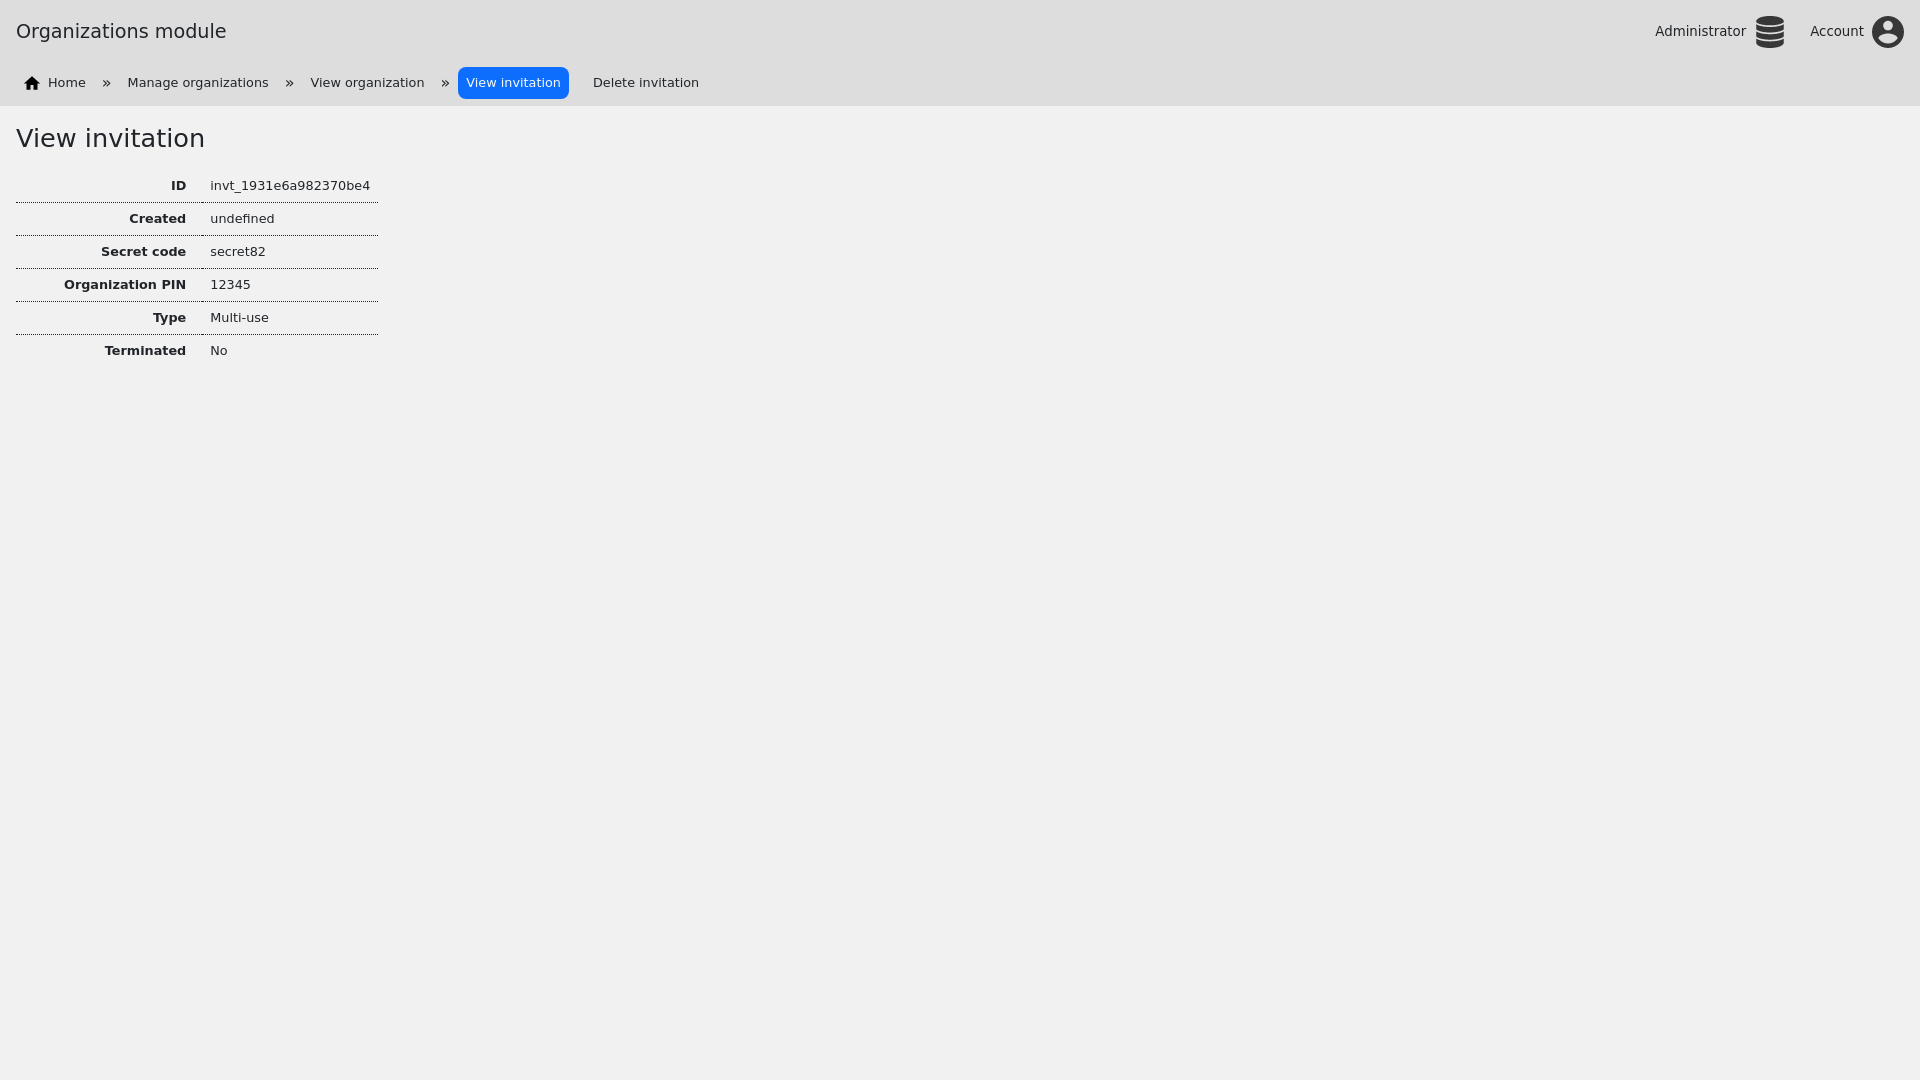 Organizations module
Administrator
Account
Home » Manage organizations » View organization » View invitation Delete invitation
View invitation
ID invt_1931e6a982370be4
Created undefined
Secret code secret82
Organization PIN 12345
Type Multi-use
Terminated No